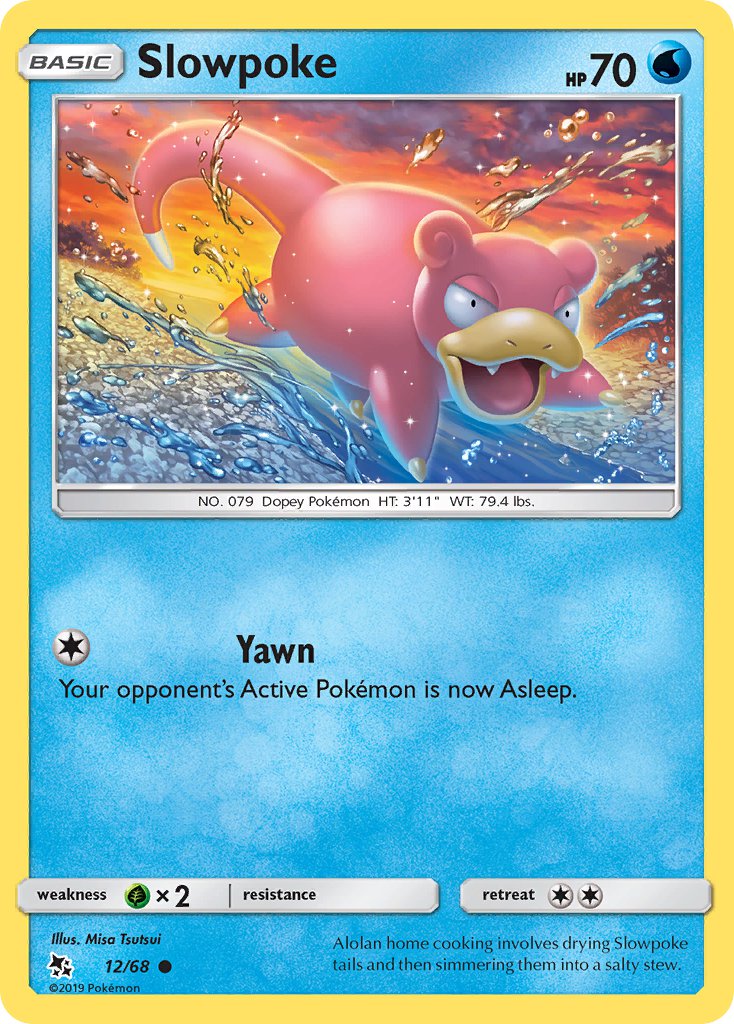 BASIC Slowpoke HP 70
NO. 079 Dopey Pokémon HT: 3'11" WT: 79.4 lbs.
Yawn
Your opponent's Active Pokémon is now Asleep.
weakness × 2 resistance retreat
Illus. Misa Tsutsui
12/68
©2019 Pokémon
Alolan home cooking involves drying Slowpoke
tails and then simmering them into a salty stew.